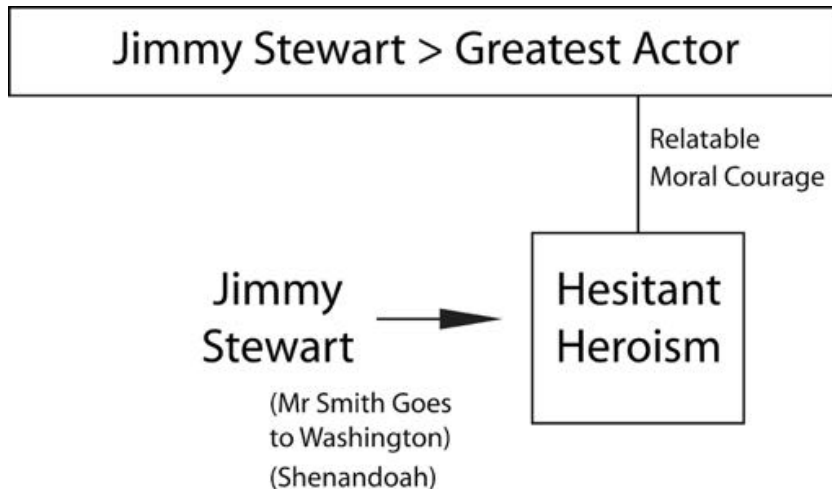 Jimmy Stewart > Greatest Actor
Relatable
Moral Courage
Jimmy
Stewart
Hesitant
Heroism
(Mr Smith Goes
to Washington)
(Shenandoah)